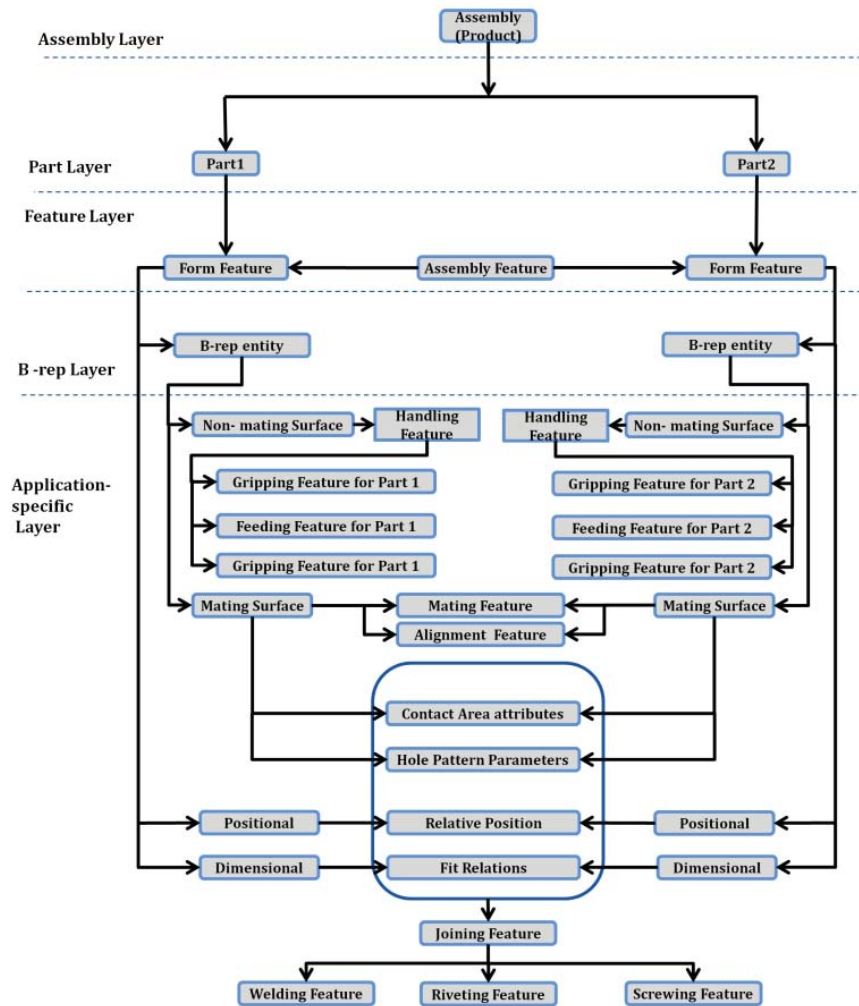 Assembly
(Product)
Assembly Layer
Part Layer
Part1
Part2
Feature Layer
Form Feature
Assembly Feature
Form Feature
B-rep entity
B-rep entity
B -rep Layer
Non- mating Surface
Handling
Feature
Handling
Feature
Non- mating Surface
Application-
specific
Layer
Gripping Feature for Part 1
Gripping Feature for Part 2
Feeding Feature for Part 1
Feeding Feature for Part 2
Gripping Feature for Part 1
Gripping Feature for Part 2
Mating Surface
Mating Feature
Mating Surface
Alignment Feature
Contact Area attributes
Hole Pattern Parameters
Positional
Relative Position
Positional
Dimensional
Fit Relations
Dimensional
Joining Feature
Welding Feature
Riveting Feature
Screwing Feature